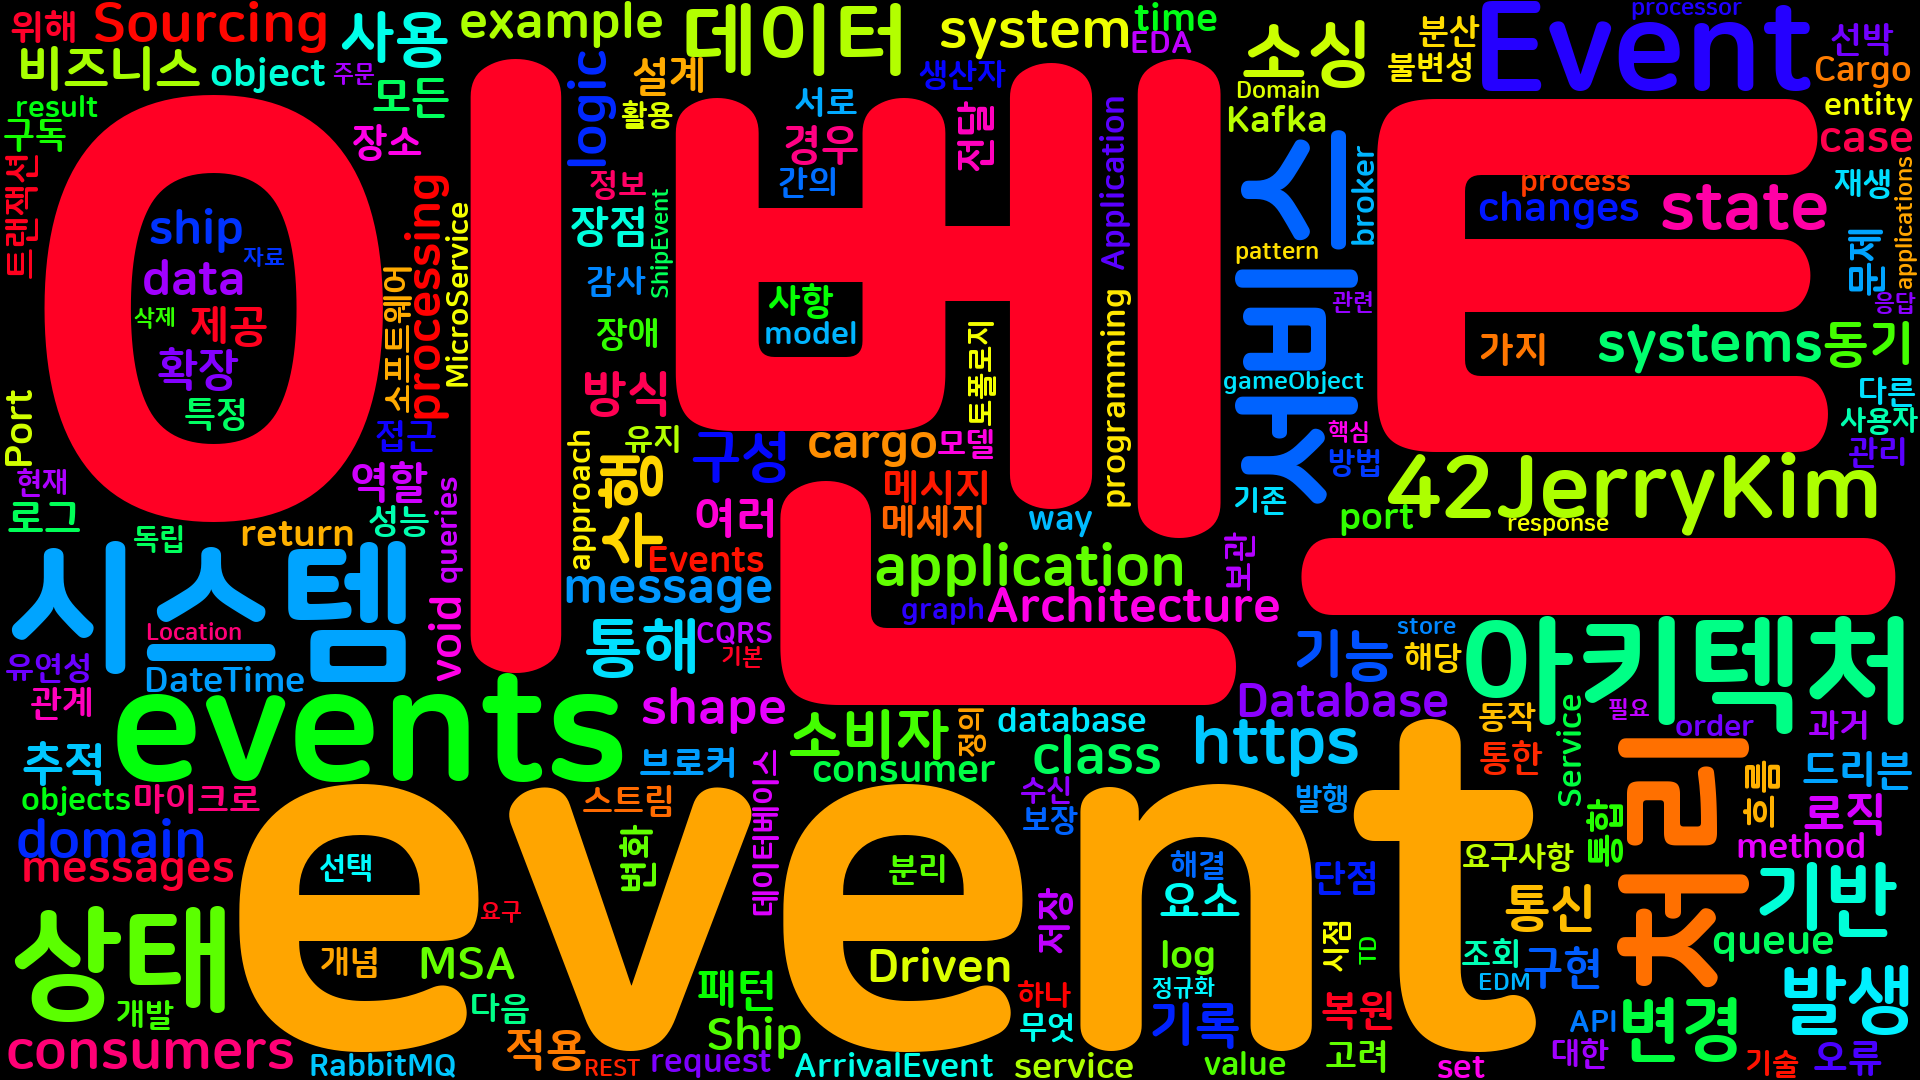 위해
Sourcing
사용
example
데이터
system
time
EDA
소싱
분산
Event
processor
선박
비즈니스
object
주문
모든
logic
설계
활용
서로
생산자
전달
Domain
Kafka
불변성
Cargo
entity
result
구독
장소
경우
간의
Application
서비스
broker
case
트랜잭션
processing
MicroService
정보
장점
ShipEvent
process
changes
state
재생
applications
ship
자료
data
삭제
제공
확장
특정
소프트웨어
감사
장애
사항
model
토폴로지
programming
pattern
관련
gameObject
문제
응답
가지
systems
동기
이벤트
Port
접근
방식
approach
유지
구성
cargo
모델
핵심
방법
다른
사용자
관리
현재
역할
queries
수행
여러
메시지
메세지
way
기존
42JerryKim
port
response
로그
독립
return
성능
Events
보관
시스템
Location
void
message
application
graph
Architecture
유연성
DateTime
통해
CQRS
기본
기능
store
해당
아키텍처
관계
events
shape
소비자
정의
database
Database
동작
필요
order
과거
추적
브로커
consumer
class
https
통한
Service
처리
흐름
드리븐
objects
마이크로
스트림
데이터베이스
수신
보장
발행
통합
로직
domain
messages
event
선택
변화
분리
해결
단점
요구사항
method
상태
요구
저장
요소
통신
기반
개념
MSA
Driven
log
시점
TD
조회
queue
개발
다음
패턴
하나
정규화
EDM
구현
발생
consumers
RabbitMQ
적용
REST
Ship
request
ArrivalEvent
무엇
service
기록
value
복원
고려
set
API
대한
변경
기술
오류